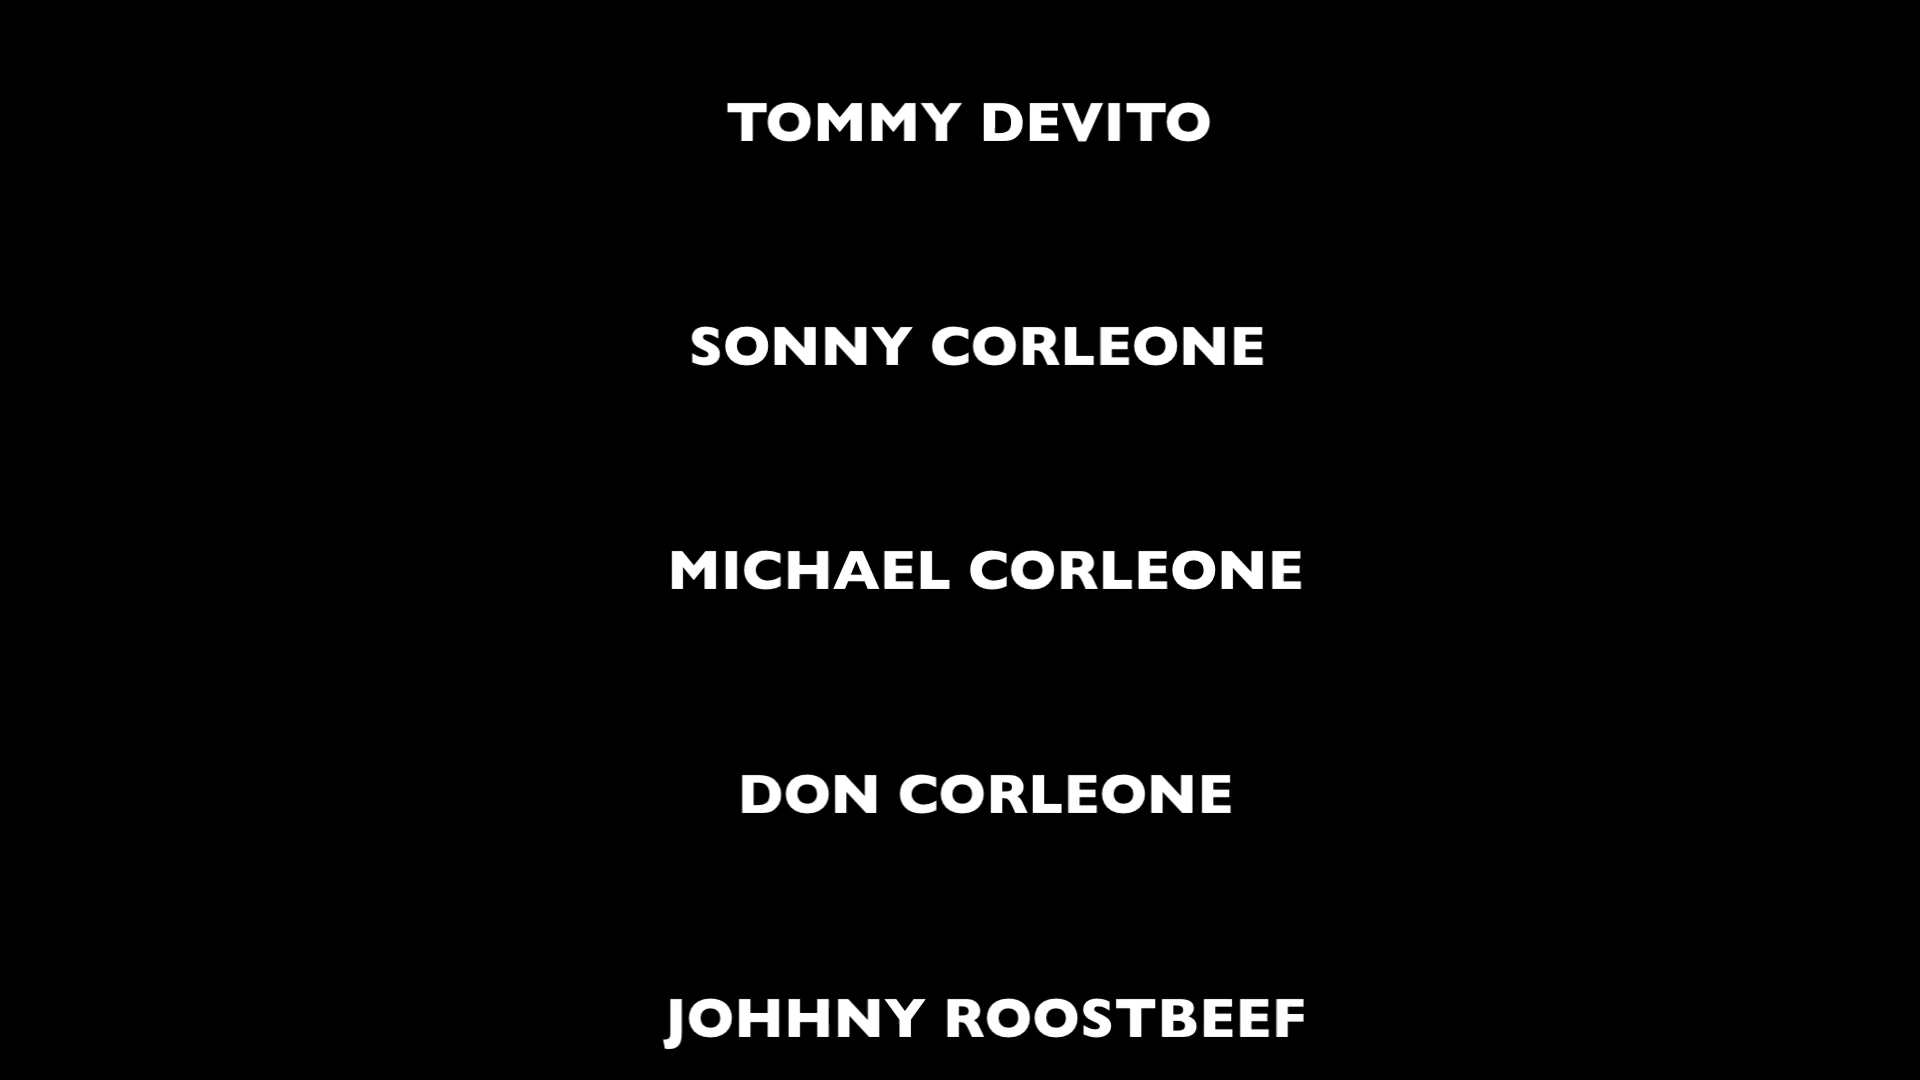 TOMMY DEVITO
SONNY CORLEONE
MICHAEL CORLEONE
DON CORLEONE
JOHHNY ROOSTBEEF